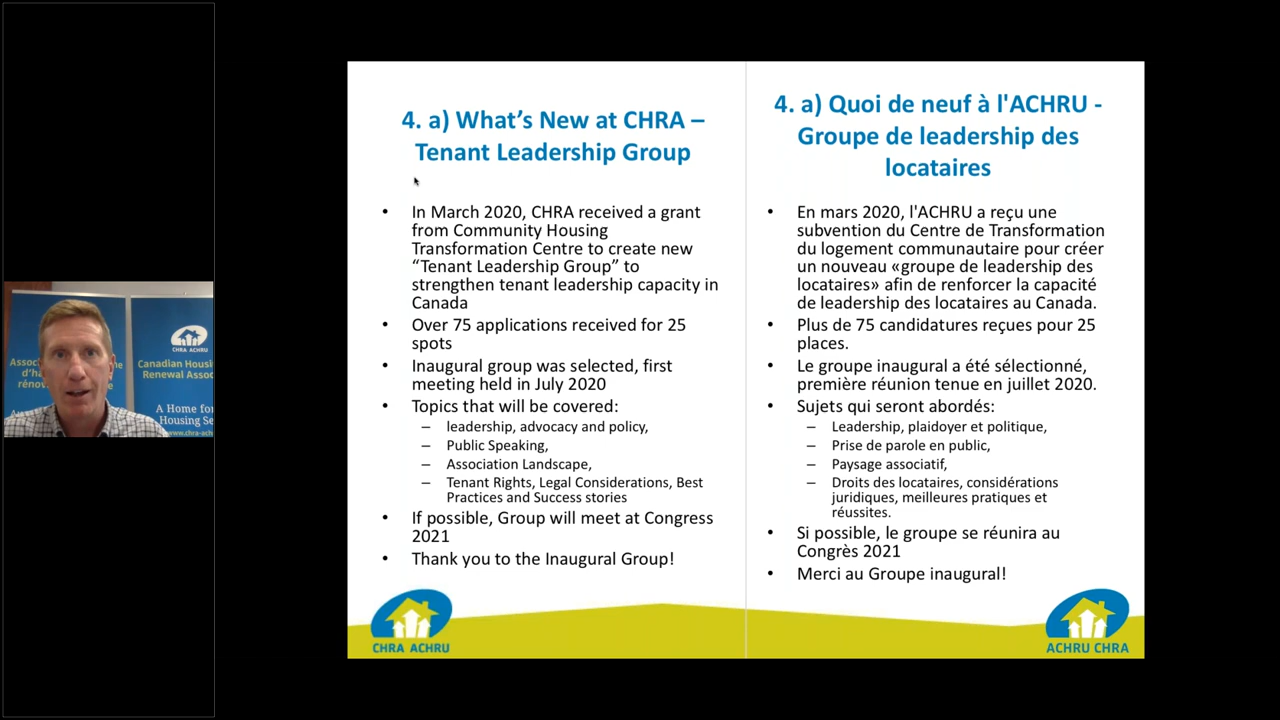 4. a) What's New at CHRA –
Tenant Leadership Group
• In March 2020, CHRA received a grant
from Community Housing
Transformation Centre to create new
“Tenant Leadership Group” to
strengthen tenant leadership capacity in
Canada
• Over 75 applications received for 25
spots
• Inaugural group was selected, first
meeting held in July 2020
• Topics that will be covered:
– leadership, advocacy and policy,
– Public Speaking,
– Association Landscape,
– Tenant Rights, Legal Considerations, Best
Practices and Success stories
• If possible, Group will meet at Congress
2021
• Thank you to the Inaugural Group!
CHRA ACHRU
4. a) Quoi de neuf à l'ACHRU -
Groupe de leadership des
locataires
• En mars 2020, l'ACHRU a reçu une
subvention du Centre de Transformation
du logement communautaire pour créer
un nouveau «groupe de leadership des
locataires» afin de renforcer la capacité
de leadership des locataires au Canada.
• Plus de 75 candidatures reçues pour 25
places.
• Le groupe inaugural a été sélectionné,
première réunion tenue en juillet 2020.
• Sujets qui seront abordés:
– Leadership, plaidoyer et politique,
– Prise de parole en public,
– Paysage associatif,
– Droits des locataires, considérations
juridiques, meilleures pratiques et
réussites.
• Si possible, le groupe se réunira au
Congrès 2021
• Merci au Groupe inaugural!
ACHRU CHRA
CHRA ACHRU
Canadian Housi
Renewal Assoc
A Home for
Housing Se
www.chra-ach
Assoc
d'ha
réno